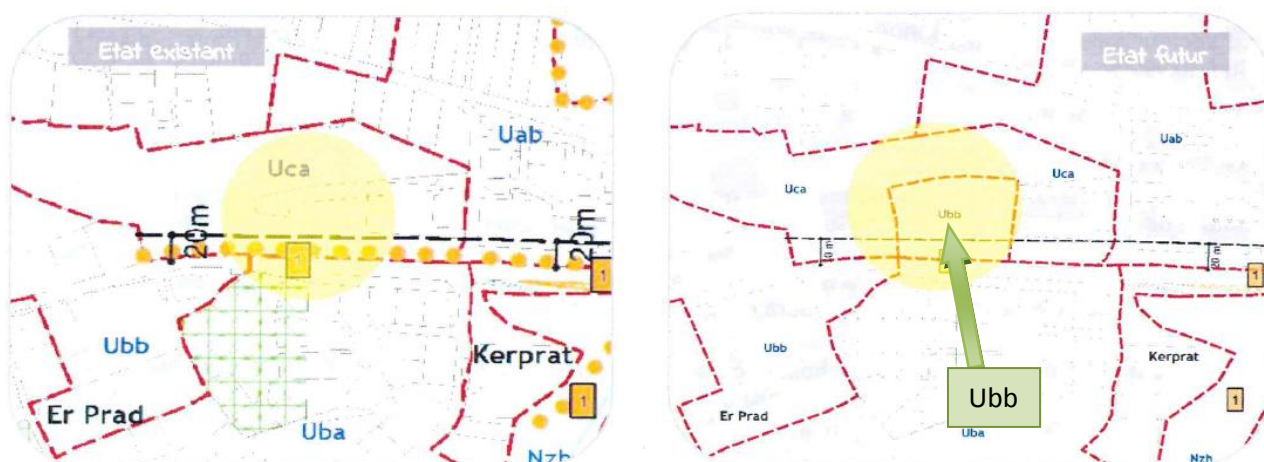 Etat existant
Uab
Uca
20m
20m
1
1
Ubb
Kerprat
1
Er Prad
Uba
Nzh
Etat futur
Uab
Uca
Uca
Ubb
20 m
1
Ubb
Kerprat
Ubb
1
Er Prad
Uba
Nzh